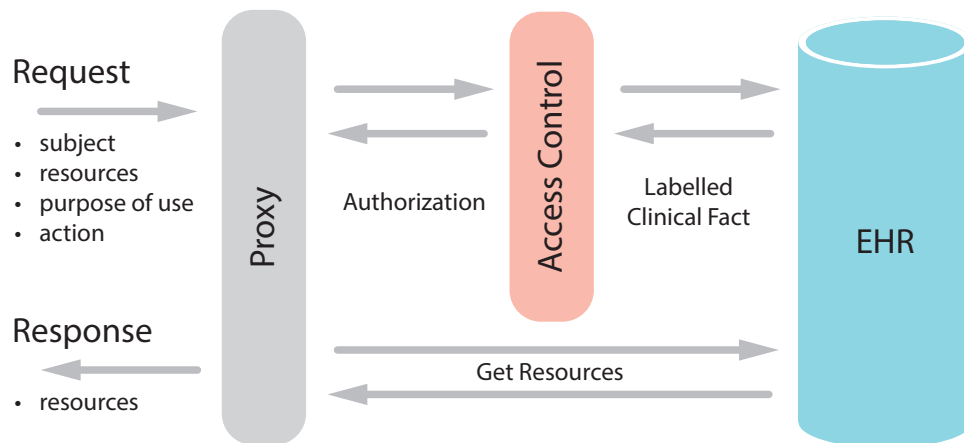 Request
• subject
• resources
• purpose of use
• action
Response
• resources
Proxy
Authorization
Access Control
Labelled
Clinical Fact
Get Resources
EHR